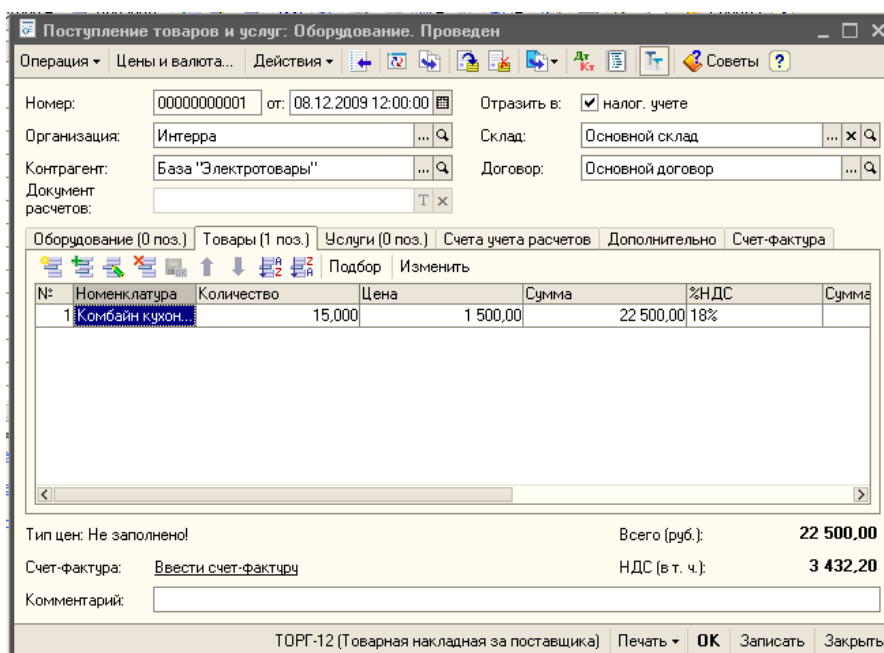 Поступление товаров и услуг: Оборудование. Проведен
Операция Цены и валюта... Действия Дт Кт Советы ?
Номер: 00000000001 от: 08.12.2009 12:00:00 Отразить в: налог. учете
Организация: Интерра ... Склад: Основной склад ... x
Контрагент: База "Электротовары" ... Договор: Основной договор ...
Документ расчетов: T x
Оборудование (0 поз.) Товары (1 поз.) Услуги (0 поз.) Счета учета расчетов Дополнительно Счет-фактура
Подбор Изменить
№ Номенклатура Количество Цена Сумма %НДС Сумма
1 Комбайн кухон... 15,000 1 500,00 22 500,00 18%
Тип цен: Не заполнено! Всего (руб.): 22 500,00
Счет-фактура: Ввести счет-фактуру НДС (в т. ч.): 3 432,20
Комментарий:
ТОРГ-12 (Товарная накладная за поставщика) Печать OK Записать Закрыть